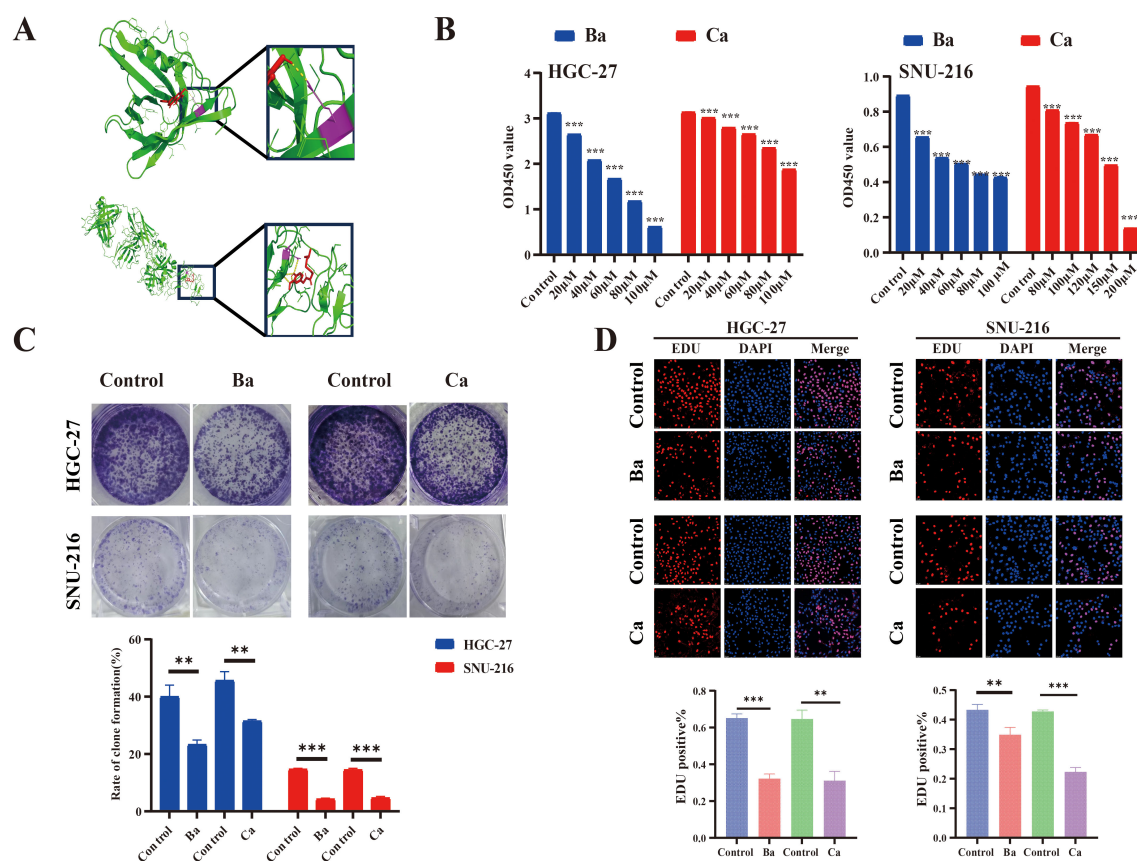 A
B
Ba
Ca
HGC-27
OD450 value
4
3
2
1
0
***
***
***
***
***
***
***
***
***
***
Control
20μM
40μM
60μM
80μM
100μM
Control
20μM
40μM
60μM
80μM
100μM
Ba
Ca
SNU-216
OD450 value
1.0
0.8
0.6
0.4
0.2
0.0
***
***
***
***
***
***
***
***
***
***
Control
20μM
40μM
60μM
80μM
100μM
Control
80μM
100μM
120μM
150μM
200μM
C
Control
Ba
Control
Ca
HGC-27
SNU-216
Rate of clone formation(%)
60
40
20
0
**
**
***
***
HGC-27
SNU-216
Control
Ba
Control
Ca
Control
Ba
Control
Ca
D
HGC-27
EDU
DAPI
Merge
Control
Ba
Control
Ca
SNU-216
EDU
DAPI
Merge
Control
Ba
Control
Ca
EDU positive%
0.8
0.6
0.4
0.2
0.0
***
**
Control
Ba
Control
Ca
EDU positive%
0.5
0.4
0.3
0.2
0.1
0.0
**
***
Control
Ba
Control
Ca